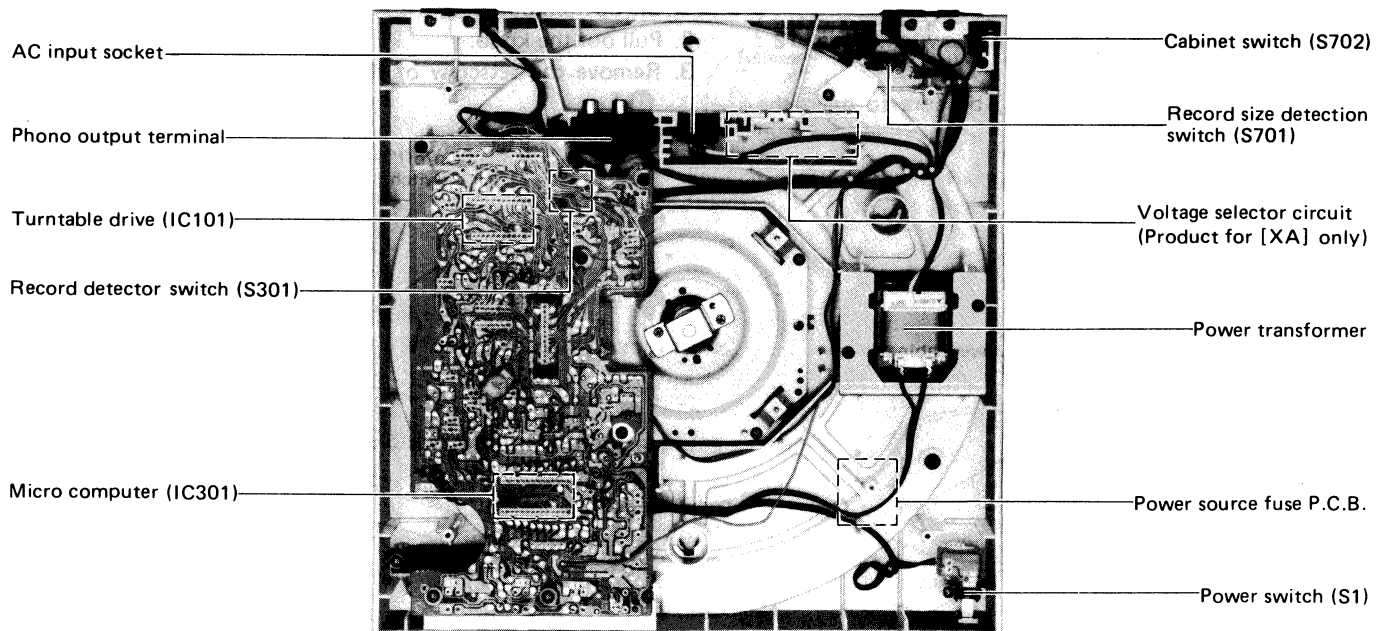 AC input socket
Phono output terminal
Turntable drive (IC101)
Record detector switch (S301)
Micro computer (IC301)
Cabinet switch (S702)
Record size detection
switch (S701)
Voltage selector circuit
(Product for [XA] only)
Power transformer
Power source fuse P.C.B.
Power switch (S1)